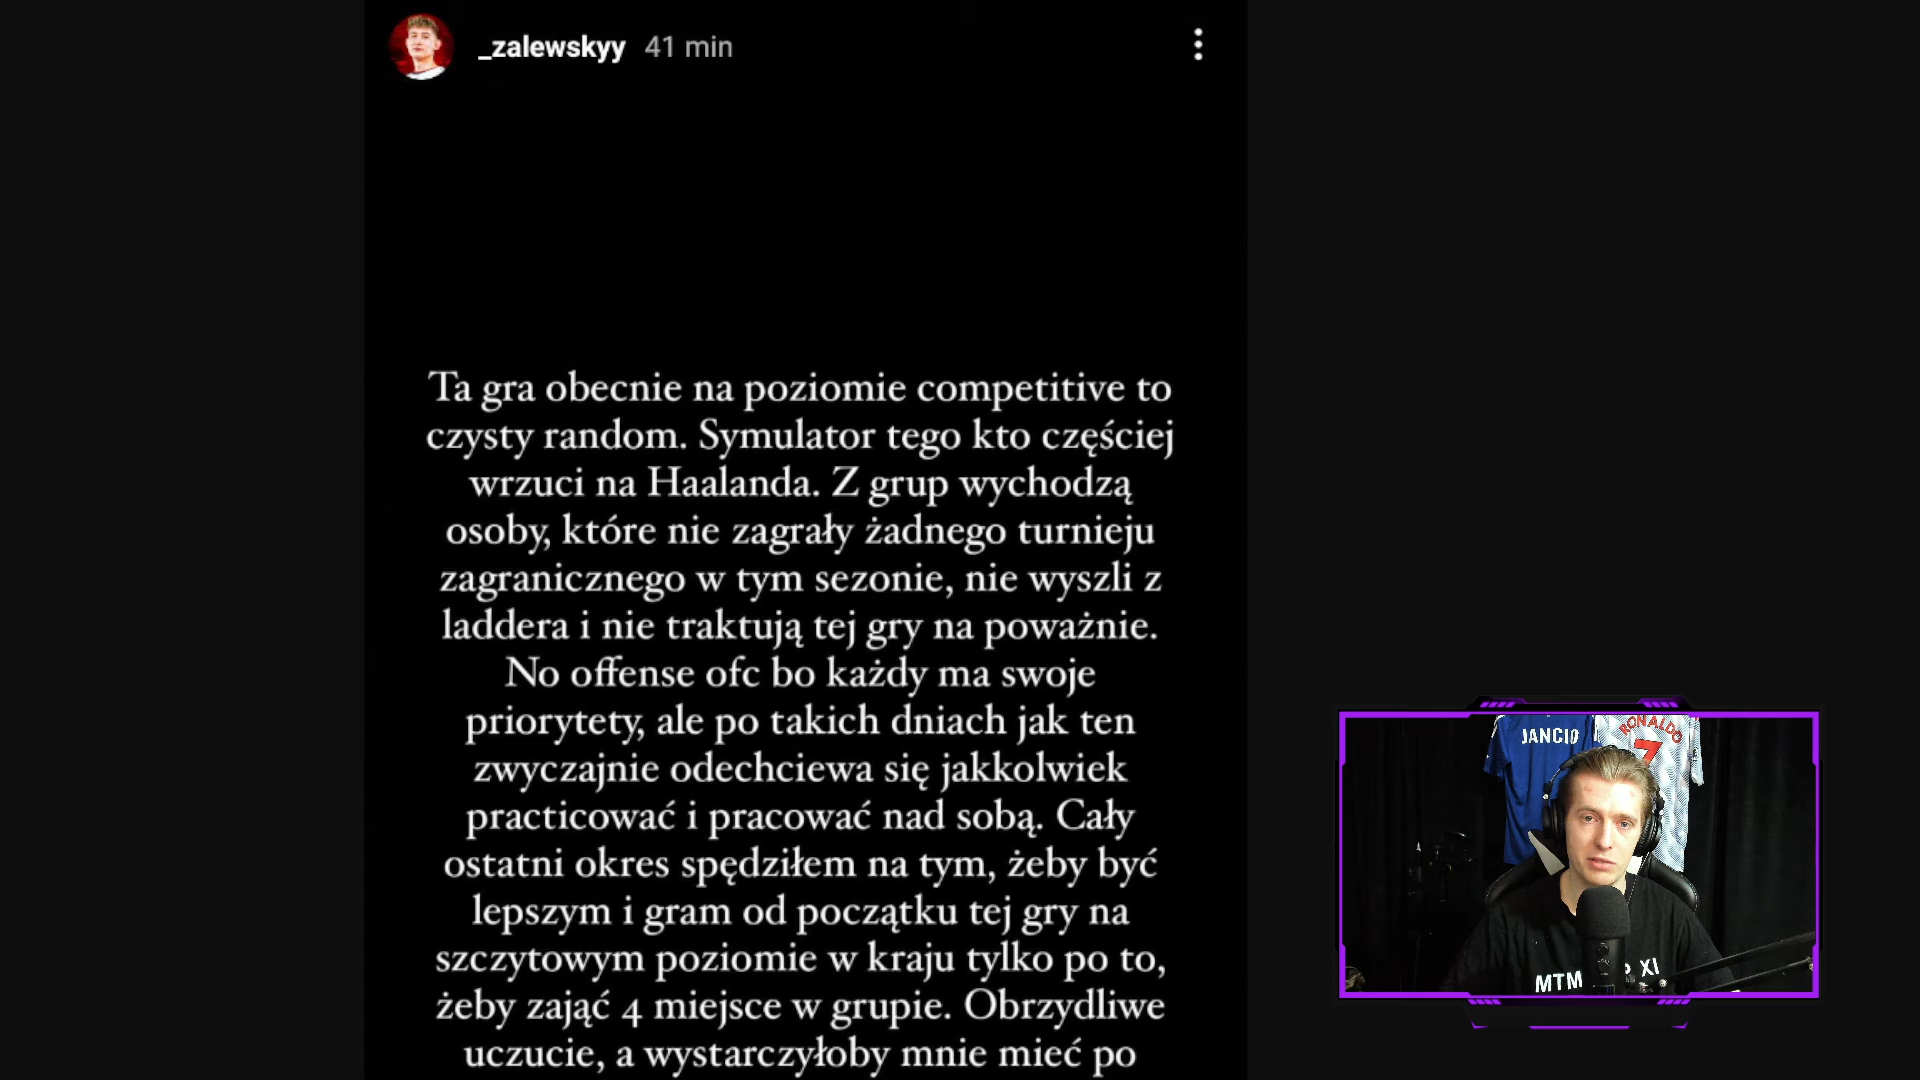 _zalewskyy 41 min
Ta gra obecnie na poziomie competitive to
czysty random. Symulator tego kto częściej
wrzuci na Haalanda. Z grup wychodzą
osoby, które nie zagrały żadnego turnieju
zagranicznego w tym sezonie, nie wyszli z
laddera i nie traktują tej gry na poważnie.
No offense ofc bo każdy ma swoje
priorytety, ale po takich dniach jak ten
zwyczajnie odechciewa się jakkolwiek
practicować i pracować nad sobą. Cały
ostatni okres spędziłem na tym, żeby być
lepszym i gram od początku tej gry na
szczytowym poziomie w kraju tylko po to,
żeby zająć 4 miejsce w grupie. Obrzydliwe
uczucie, a wystarczyłoby mnie mieć po
JANCIO
RONALDO
7
MTM
XI